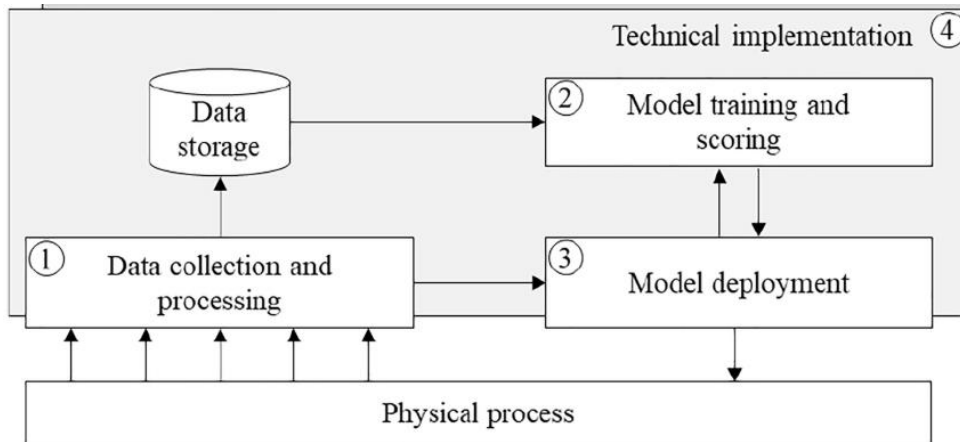 Technical implementation 4
Data
storage
2 Model training and
scoring
1 Data collection and
processing
3 Model deployment
Physical process